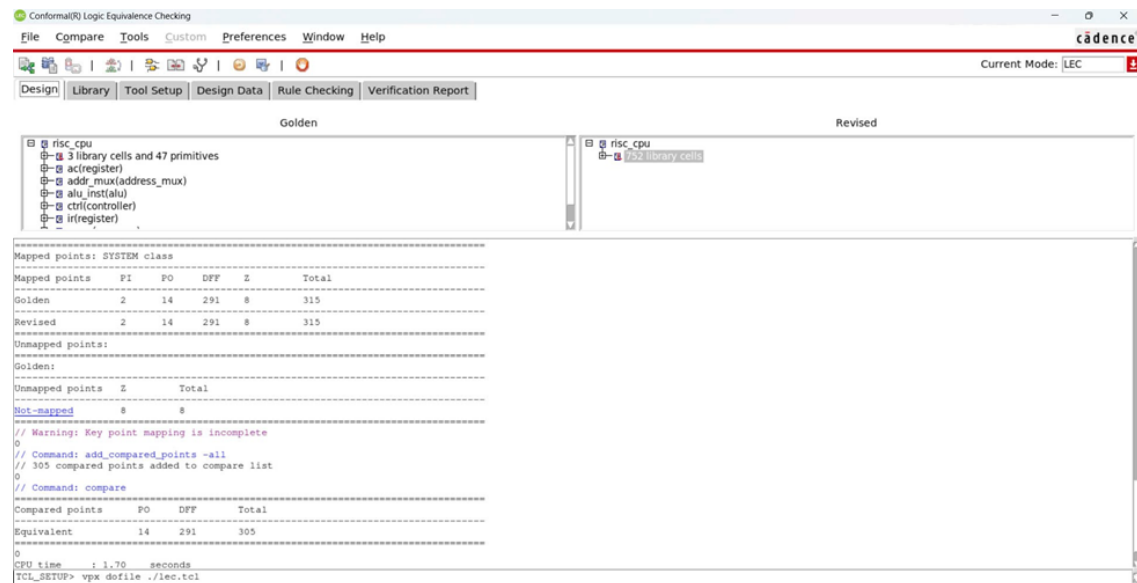 Conformal(R) Logic Equivalence Checking
File Compare Tools Custom Preferences Window Help
cādence
Current Mode: LEC
Design Library Tool Setup Design Data Rule Checking Verification Report
Golden Revised
risc_cpu
3 library cells and 47 primitives
ac(register)
addr_mux(address_mux)
alu_inst(alu)
ctrl(controller)
ir(register)
risc_cpu
752 library cells
================================================================================
Mapped points: SYSTEM class
--------------------------------------------------------------------------------
Mapped points PI PO DFF Z Total
--------------------------------------------------------------------------------
Golden 2 14 291 8 315
--------------------------------------------------------------------------------
Revised 2 14 291 8 315
================================================================================
Unmapped points:
================================================================================
Golden:
--------------------------------------------------------------------------------
Unmapped points Z Total
--------------------------------------------------------------------------------
Not-mapped 8 8
================================================================================
// Warning: Key point mapping is incomplete
0
// Command: add_compared_points -all
// 305 compared points added to compare list
0
// Command: compare
================================================================================
Compared points PO DFF Total
--------------------------------------------------------------------------------
Equivalent 14 291 305
================================================================================
0
CPU time : 1.70 seconds
TCL_SETUP> vpx dofile ./lec.tcl